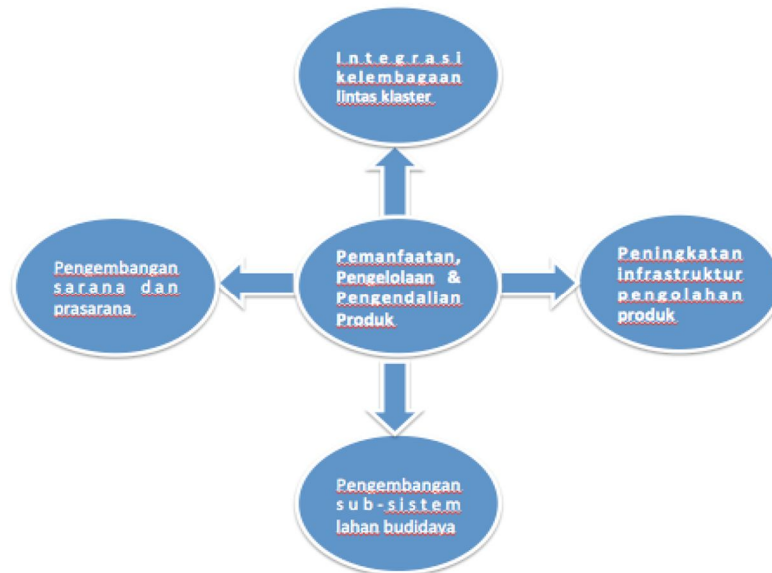 Integrasi
kelembagaan
lintas klaster
Pengembangan
sarana dan
prasarana
Pemanfaatan,
Pengelolaan &
Pengendalian
Produk
Peningkatan
infrastruktur
pengolahan
produk
Pengembangan
sub-sistem
lahan budidaya